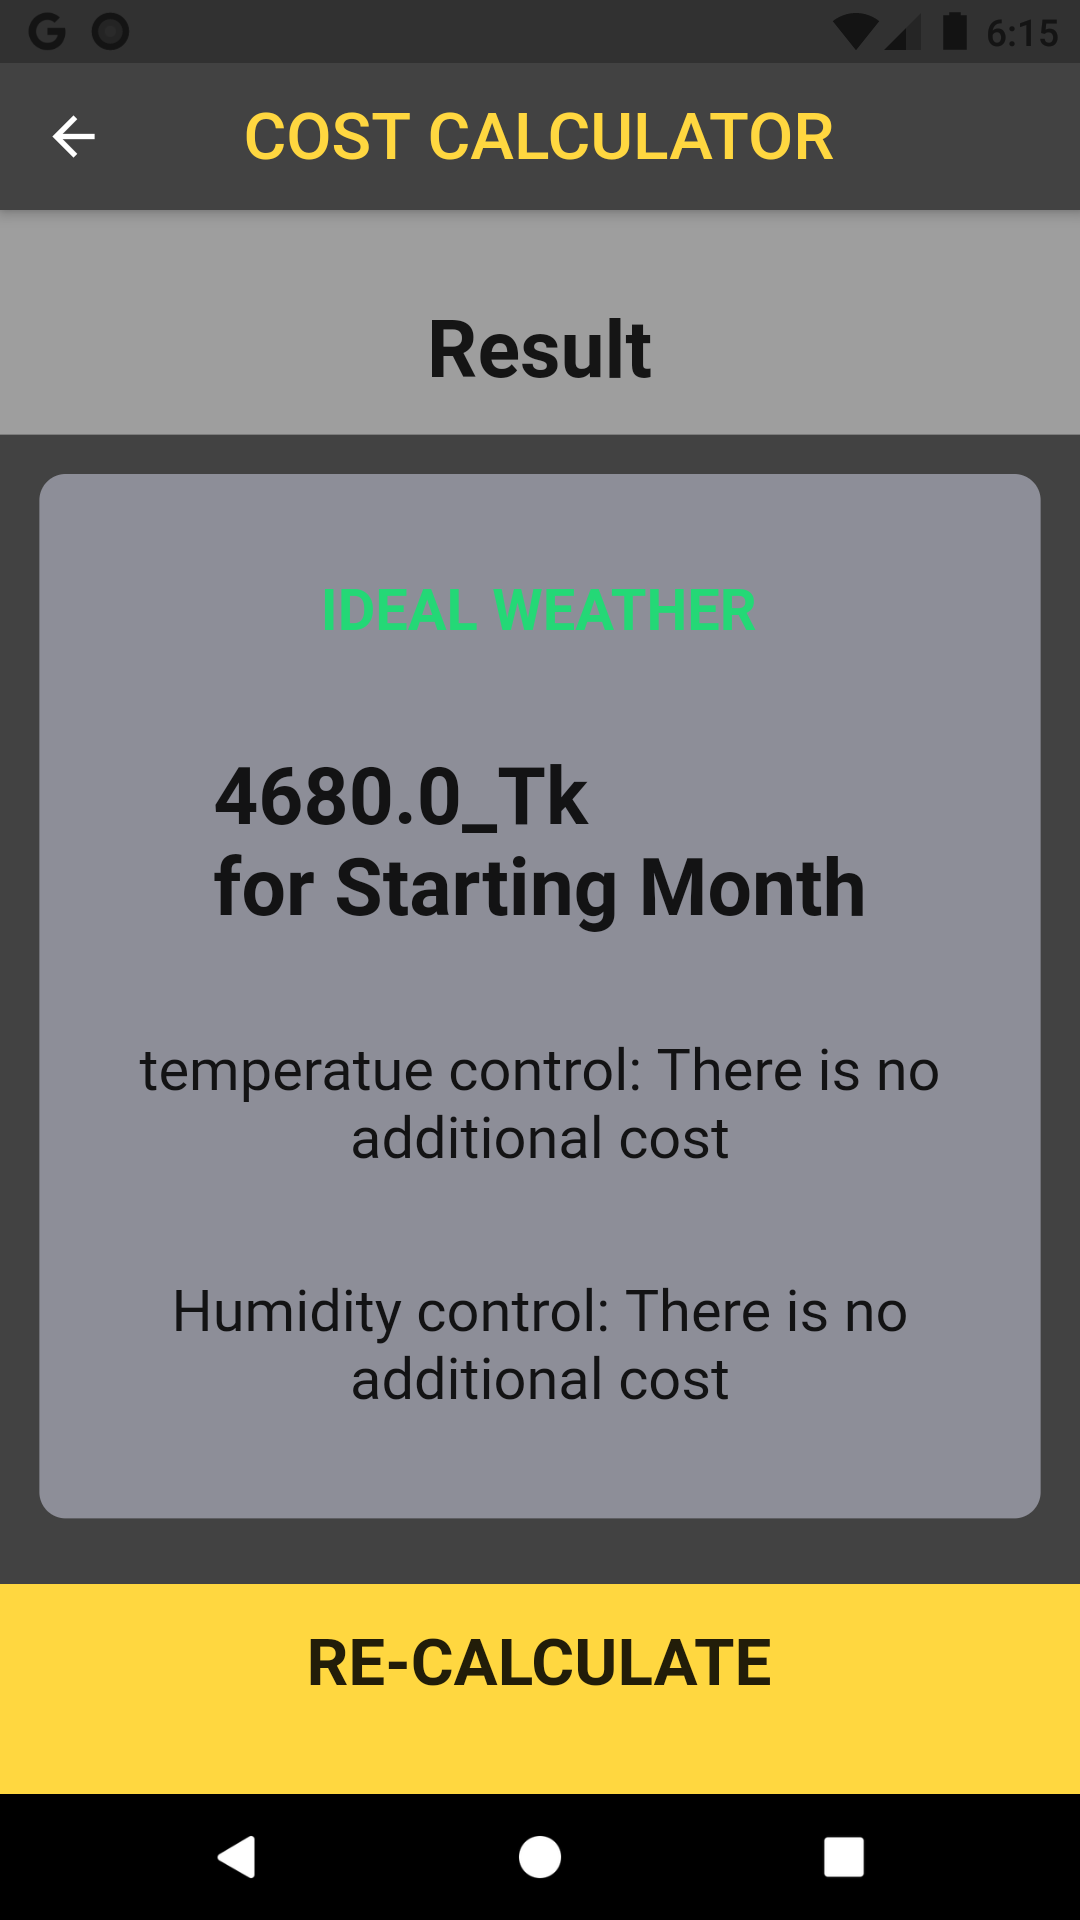 6:15
COST CALCULATOR
Result
IDEAL WEATHER
4680.0_Tk
for Starting Month
temperatue control: There is no
additional cost
Humidity control: There is no
additional cost
RE-CALCULATE